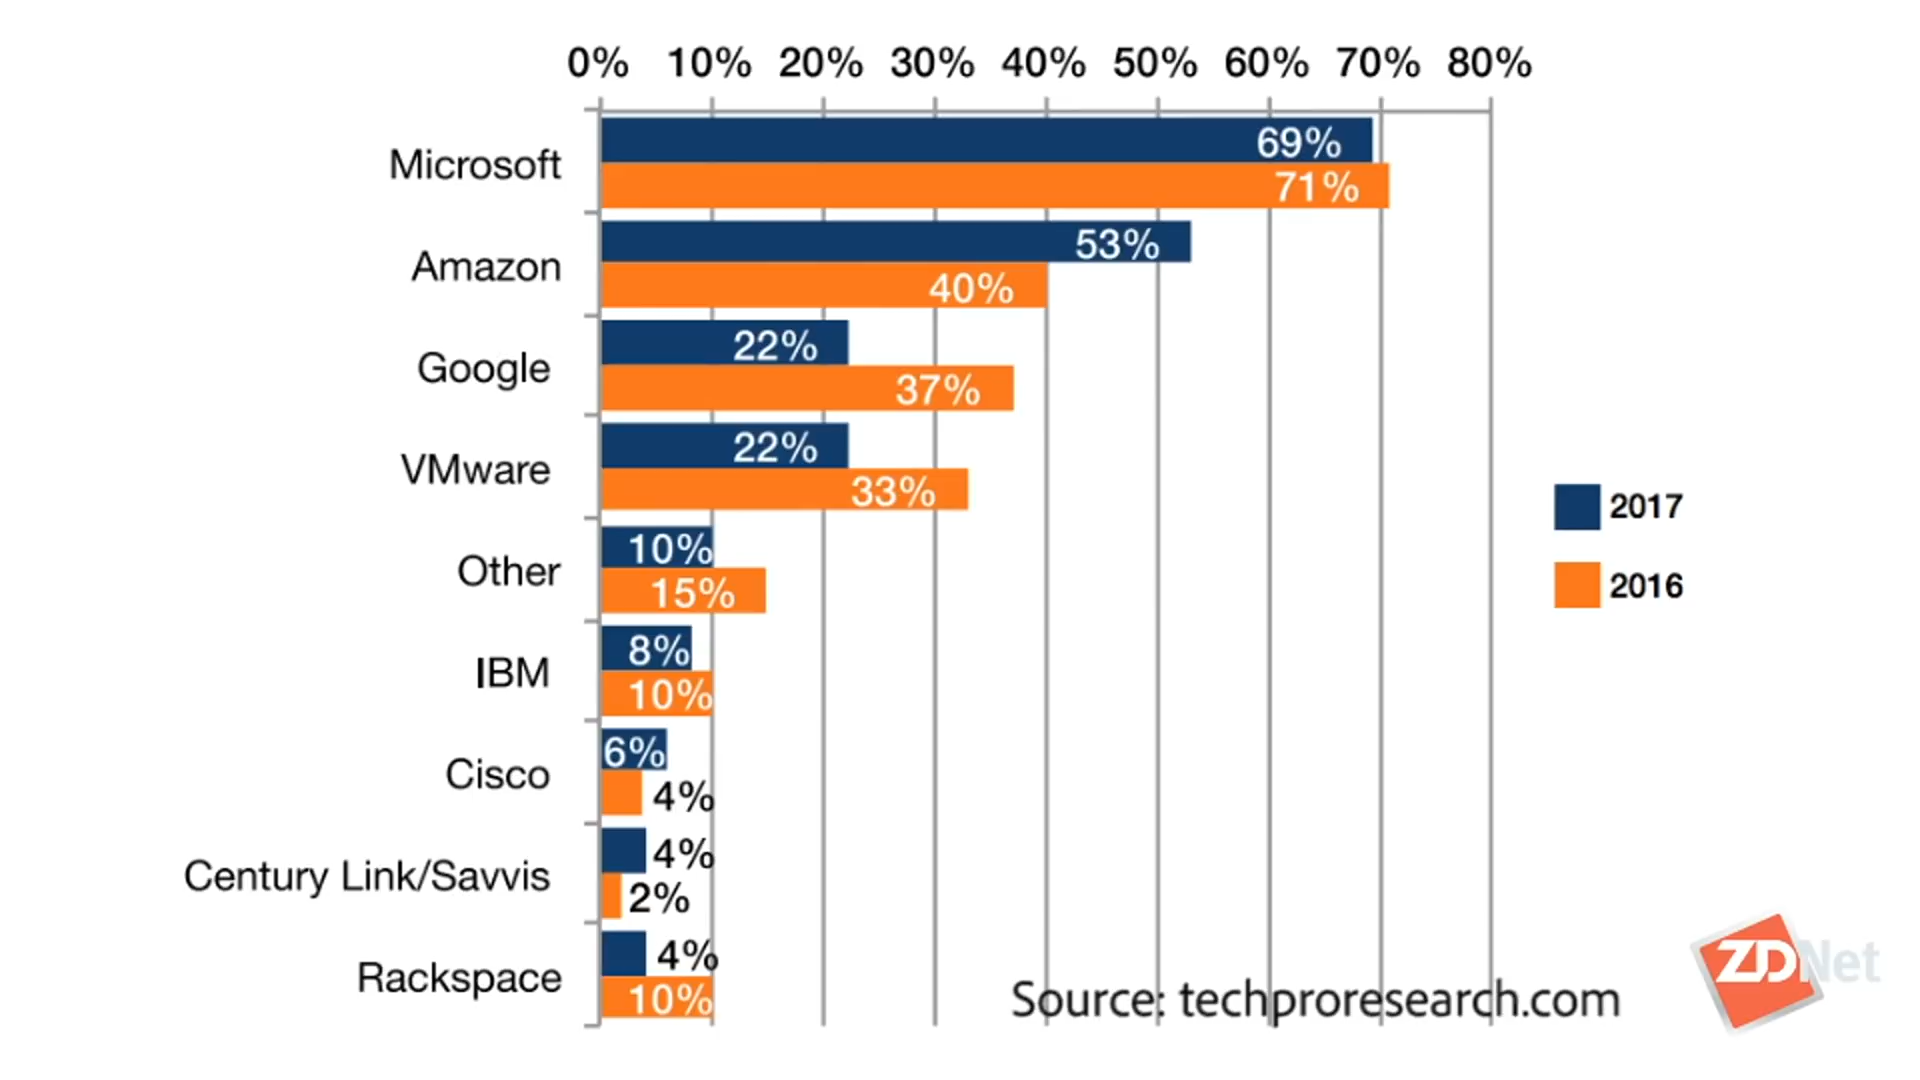 0% 10% 20% 30% 40% 50% 60% 70% 80%
Microsoft
69%
71%
Amazon
53%
40%
Google
22%
37%
VMware
22%
33%
Other
10%
15%
IBM
8%
10%
Cisco
6%
4%
Century Link/Savvis
4%
2%
Rackspace
4%
10%
2017
2016
Source: techproresearch.com
ZDNet